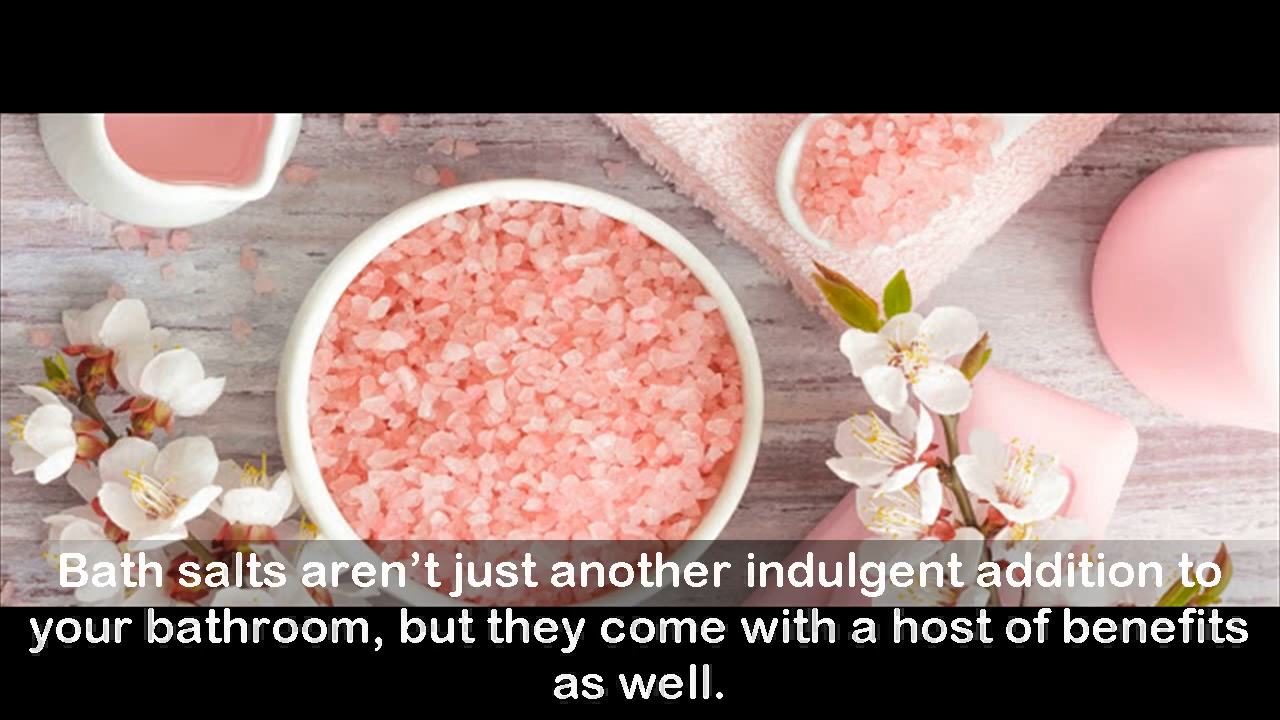 Bath salts aren’t just another indulgent addition to
your bathroom, but they come with a host of benefits
as well.